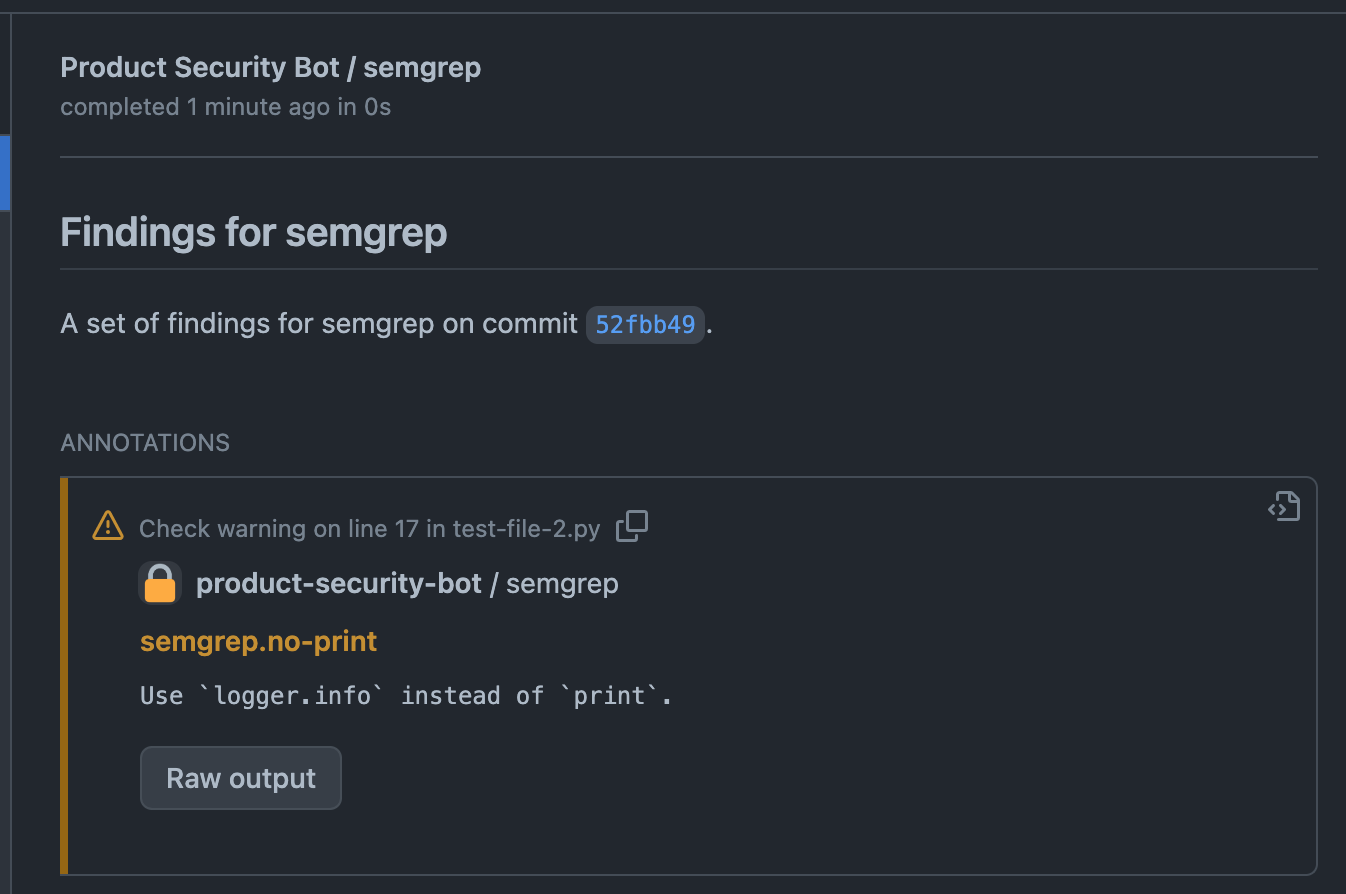 Product Security Bot / semgrep
completed 1 minute ago in 0s
Findings for semgrep
A set of findings for semgrep on commit 52fbb49.
ANNOTATIONS
Check warning on line 17 in test-file-2.py
product-security-bot / semgrep
semgrep.no-print
Use `logger.info` instead of `print`.
Raw output